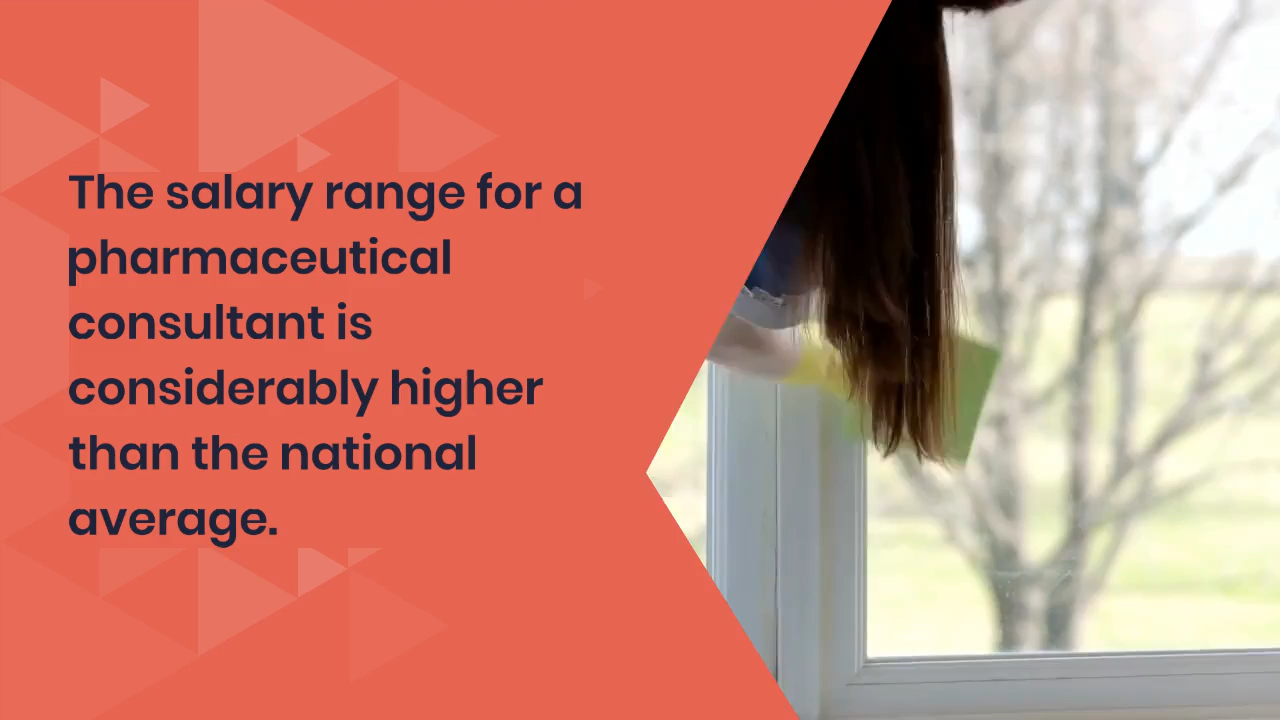 The salary range for a
pharmaceutical
consultant is
considerably higher
than the national
average.